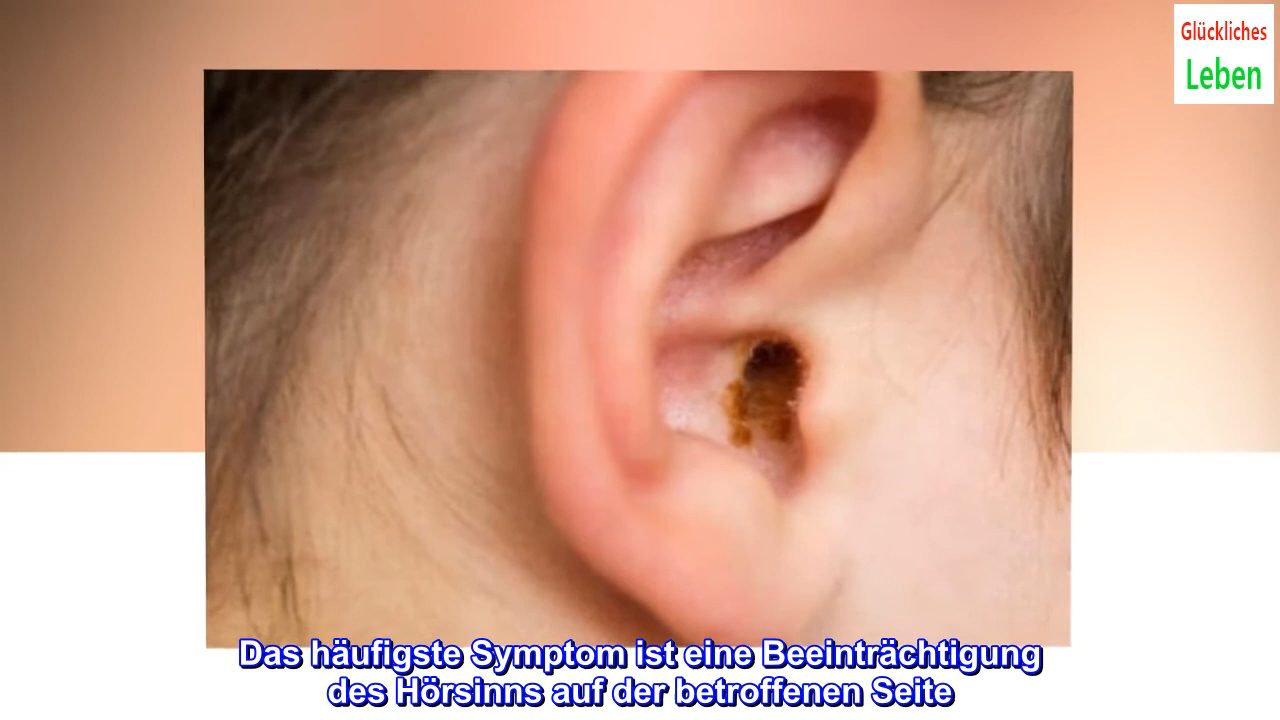 Glückliches
Leben
Das häufigste Symptom ist eine Beeinträchtigung
des Hörsinns auf der betroffenen Seite